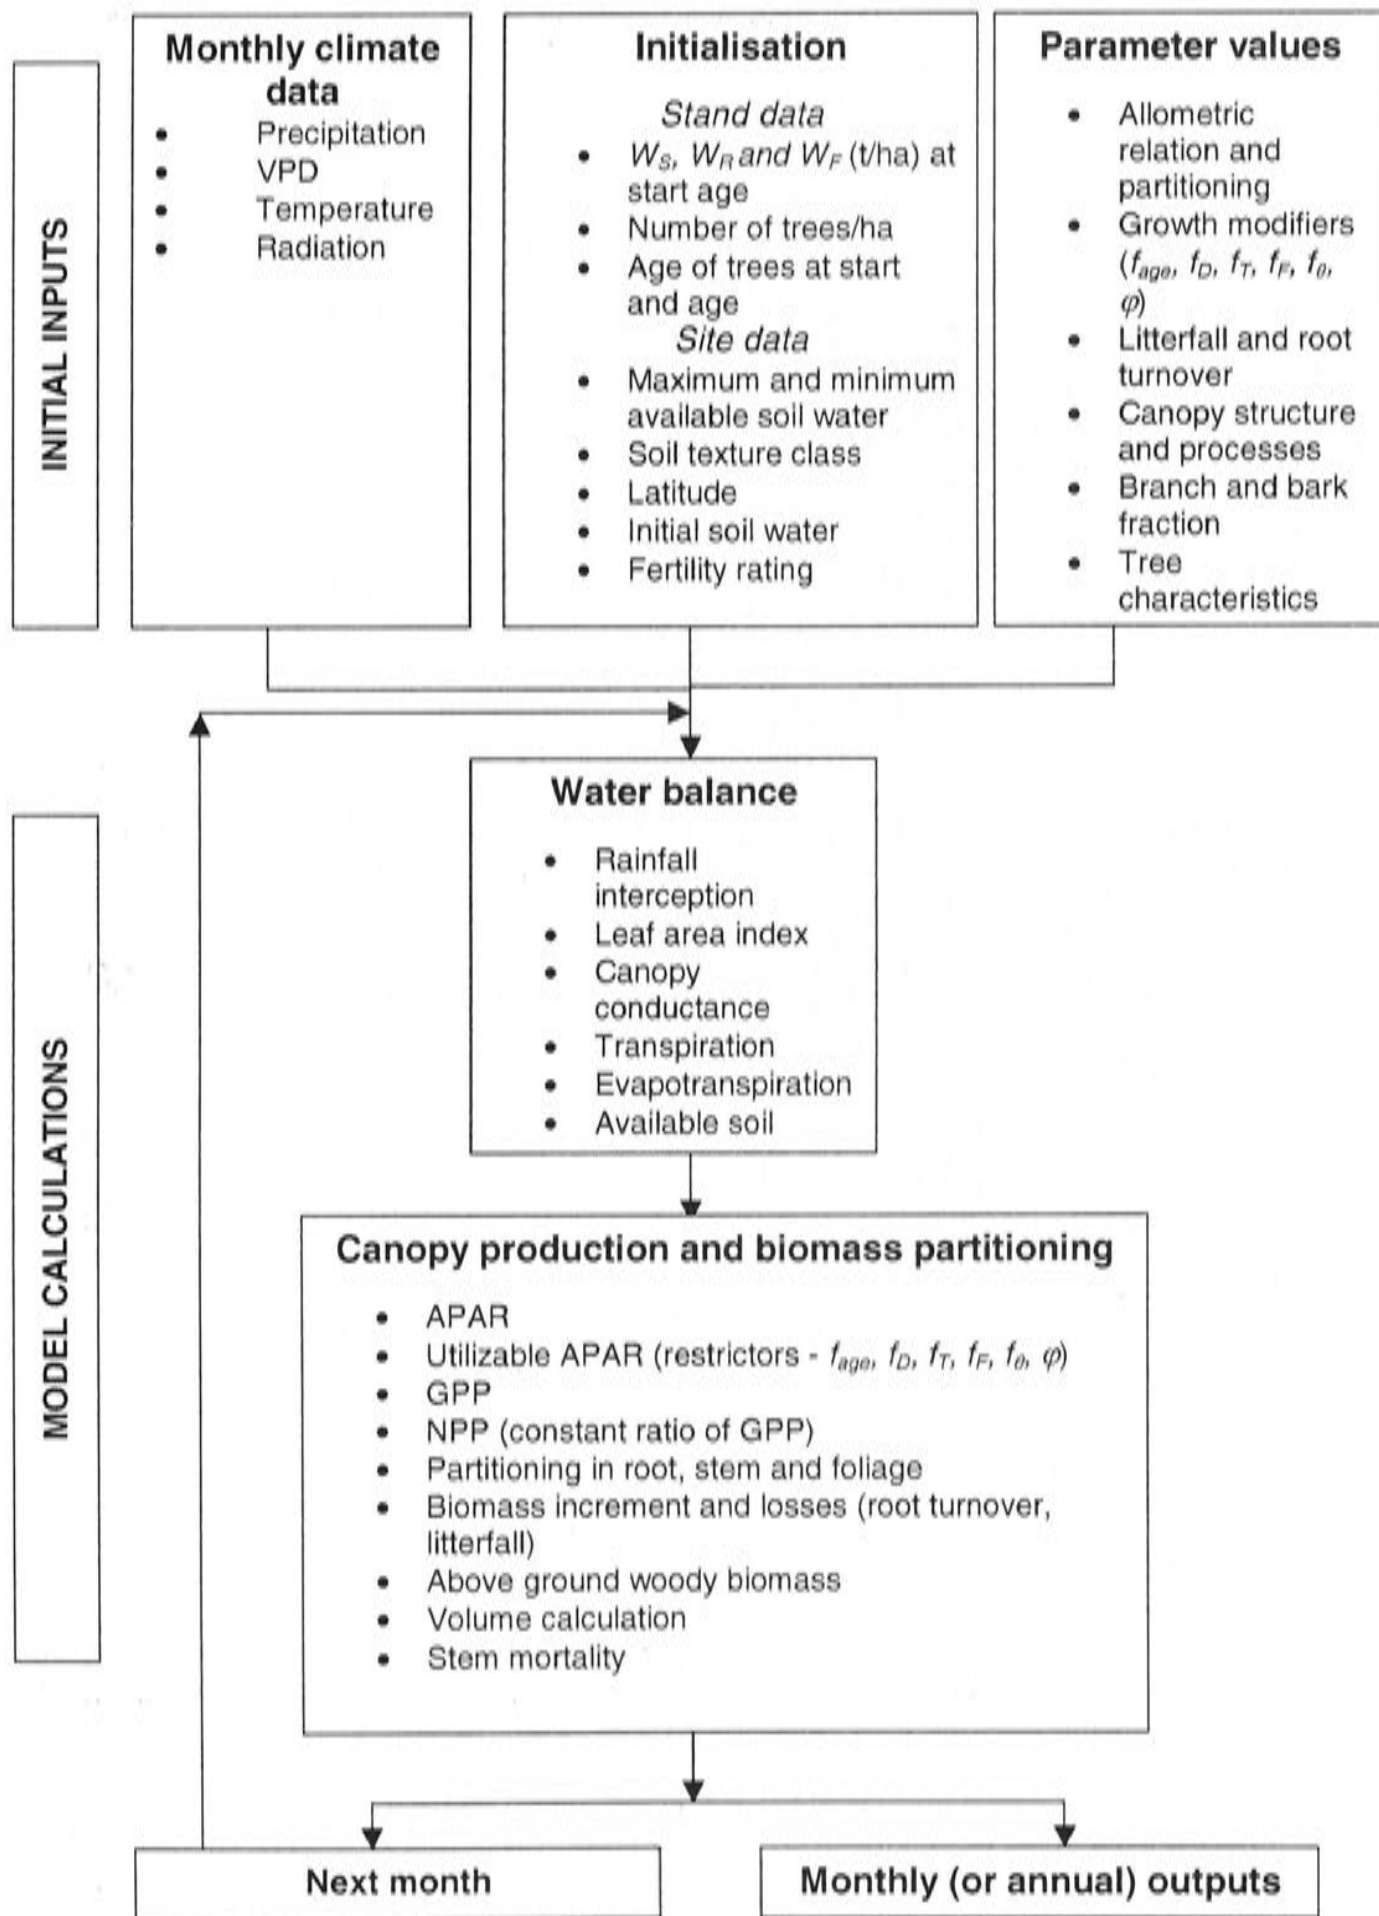 INITIAL INPUTS
Monthly climate
data
• Precipitation
• VPD
• Temperature
• Radiation
Initialisation
Stand data
• W_S, W_R and W_F (t/ha) at
start age
• Number of trees/ha
• Age of trees at start
and age
Site data
• Maximum and minimum
available soil water
• Soil texture class
• Latitude
• Initial soil water
• Fertility rating
Parameter values
• Allometric
relation and
partitioning
• Growth modifiers
(f_age, f_D, f_T, f_F, f_θ,
φ)
• Litterfall and root
turnover
• Canopy structure
and processes
• Branch and bark
fraction
• Tree
characteristics
MODEL CALCULATIONS
Water balance
• Rainfall
interception
• Leaf area index
• Canopy
conductance
• Transpiration
• Evapotranspiration
• Available soil
Canopy production and biomass partitioning
• APAR
• Utilizable APAR (restrictors - f_age, f_D, f_T, f_F, f_θ, φ)
• GPP
• NPP (constant ratio of GPP)
• Partitioning in root, stem and foliage
• Biomass increment and losses (root turnover,
litterfall)
• Above ground woody biomass
• Volume calculation
• Stem mortality
Next month
Monthly (or annual) outputs